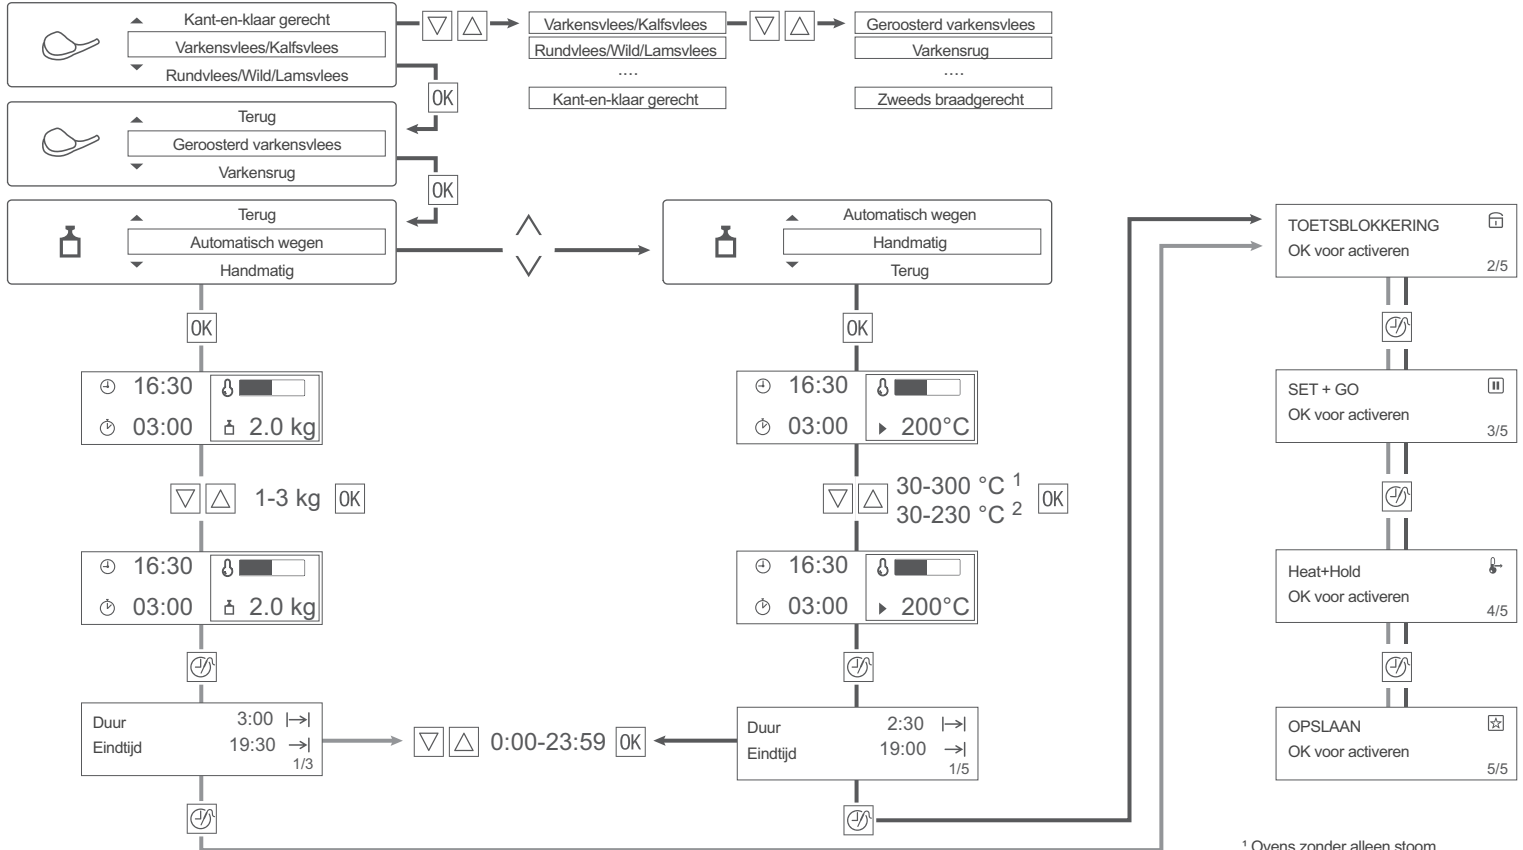 Kant-en-klaar gerecht
Varkensvlees/Kalfsvlees
Rundvlees/Wild/Lamsvlees
Varkensvlees/Kalfsvlees
Rundvlees/Wild/Lamsvlees
....
Kant-en-klaar gerecht
Geroosterd varkensvlees
Varkensrug
....
Zweeds braadgerecht
OK
Terug
Geroosterd varkensvlees
Varkensrug
OK
Terug
Automatisch wegen
Handmatig
Automatisch wegen
Handmatig
Terug
OK
16:30
03:00
2.0 kg
1-3 kg OK
16:30
03:00
2.0 kg
Duur 3:00
Eindtijd 19:30
1/3
0:00-23:59 OK
OK
16:30
03:00
200°C
30-300 °C 1
30-230 °C 2
OK
16:30
03:00
200°C
Duur 2:30
Eindtijd 19:00
1/5
TOETSBLOKKERING
OK voor activeren
2/5
SET + GO
OK voor activeren
3/5
Heat+Hold
OK voor activeren
4/5
OPSLAAN
OK voor activeren
5/5
1 Ovens zonder alleen stoom